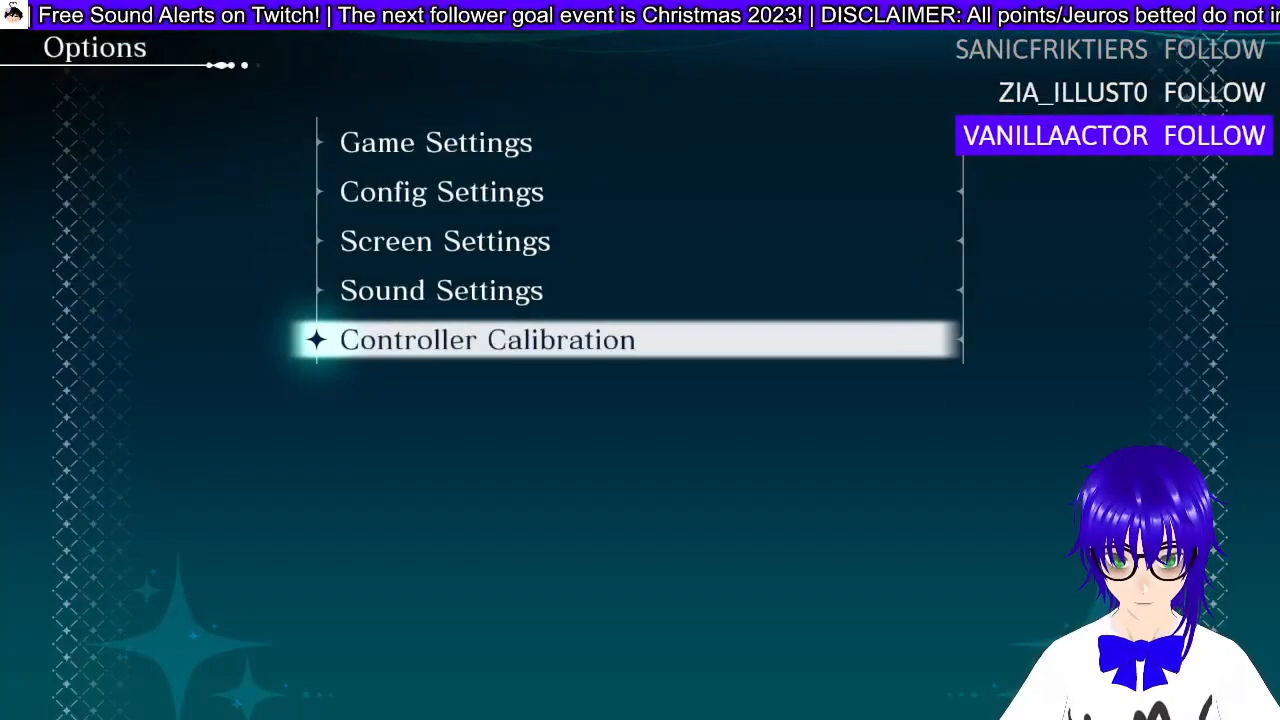 Free Sound Alerts on Twitch! | The next follower goal event is Christmas 2023! | DISCLAIMER: All points/Jeuros betted do not
Options
SANICFRIKTIERS FOLLOW
ZIA_ILLUST0 FOLLOW
VANILLAACTOR FOLLOW
Game Settings
Config Settings
Screen Settings
Sound Settings
Controller Calibration